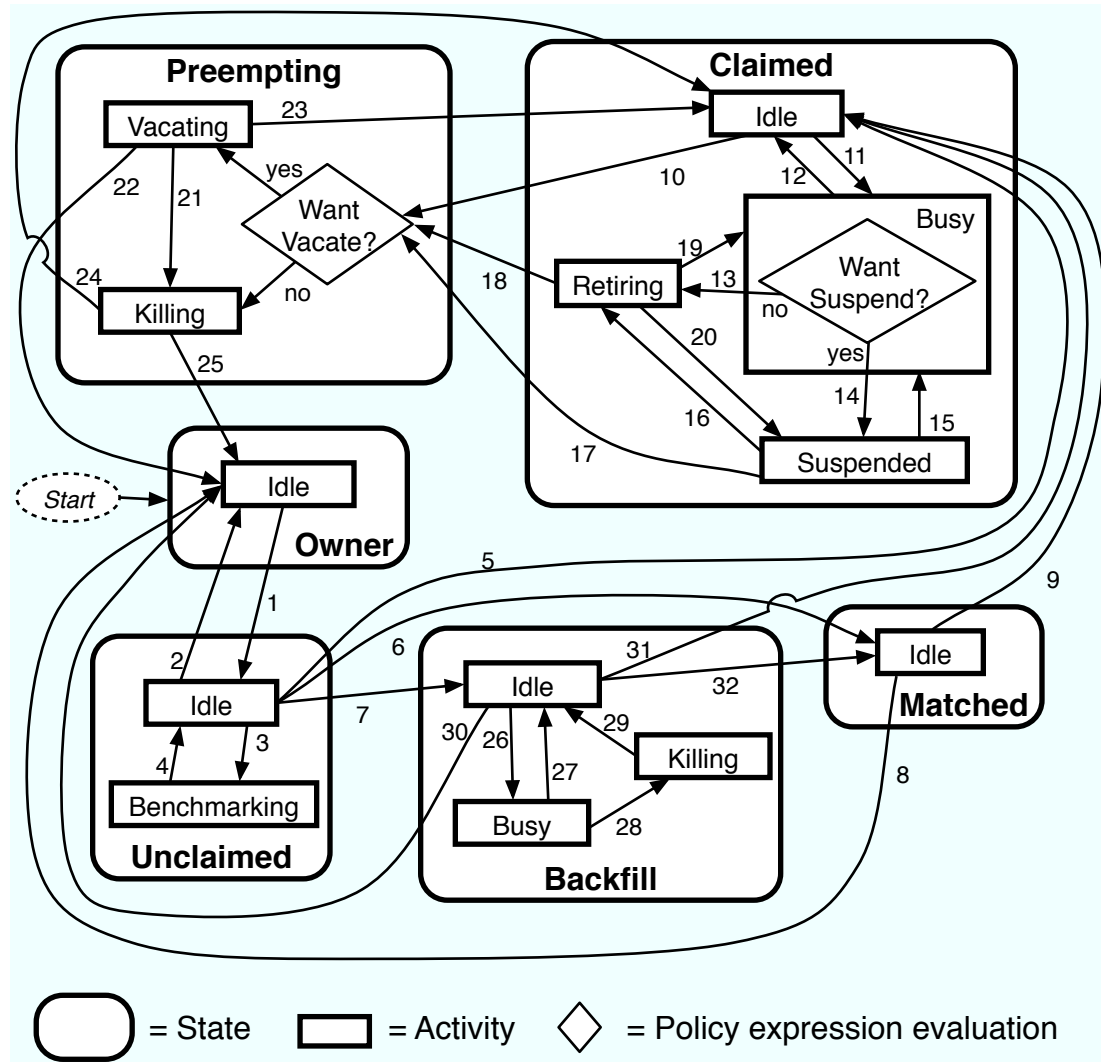 Preempting
Vacating
23
22
21
yes
Want
Vacate?
no
24
Killing
25
Claimed
Idle
11
12
10
Busy
Want
Suspend?
19
13
no
Retiring
18
20
yes
14
15
16
17
Suspended
Start
Idle
Owner
1
2
5
6
7
Idle
3
4
Benchmarking
Unclaimed
Idle
31
32
30
26
27
29
Killing
28
Busy
Backfill
9
Idle
Matched
8
= State
= Activity
= Policy expression evaluation